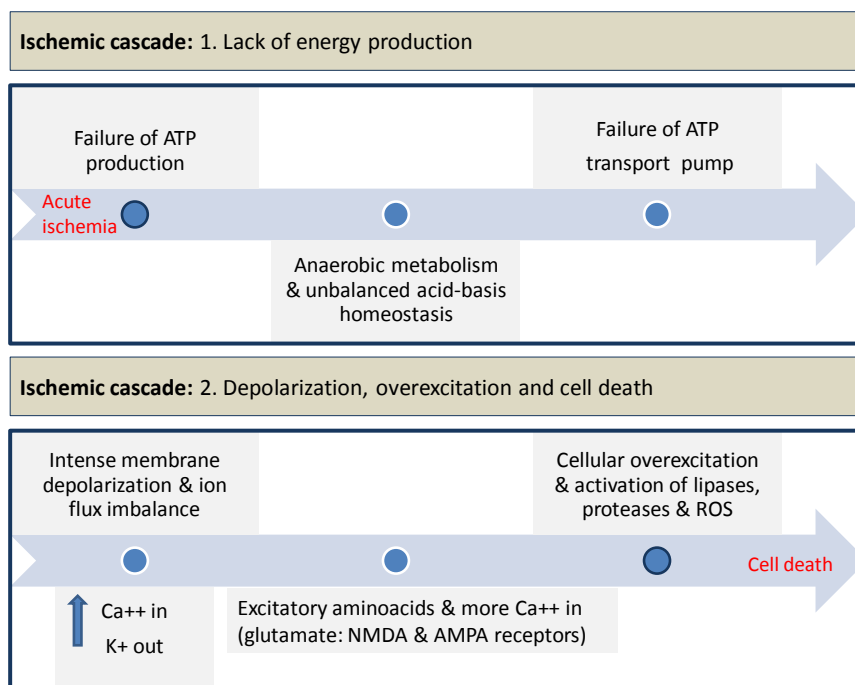 Ischemic cascade: 1. Lack of energy production
Failure of ATP
production
Failure of ATP
transport pump
Acute
ischemia
Anaerobic metabolism
& unbalanced acid-basis
homeostasis
Ischemic cascade: 2. Depolarization, overexcitation and cell death
Intense membrane
depolarization & ion
flux imbalance
Cellular overexcitation
& activation of lipases,
proteases & ROS
Cell death
Ca++ in
K+ out
Excitatory aminoacids & more Ca++ in
(glutamate: NMDA & AMPA receptors)